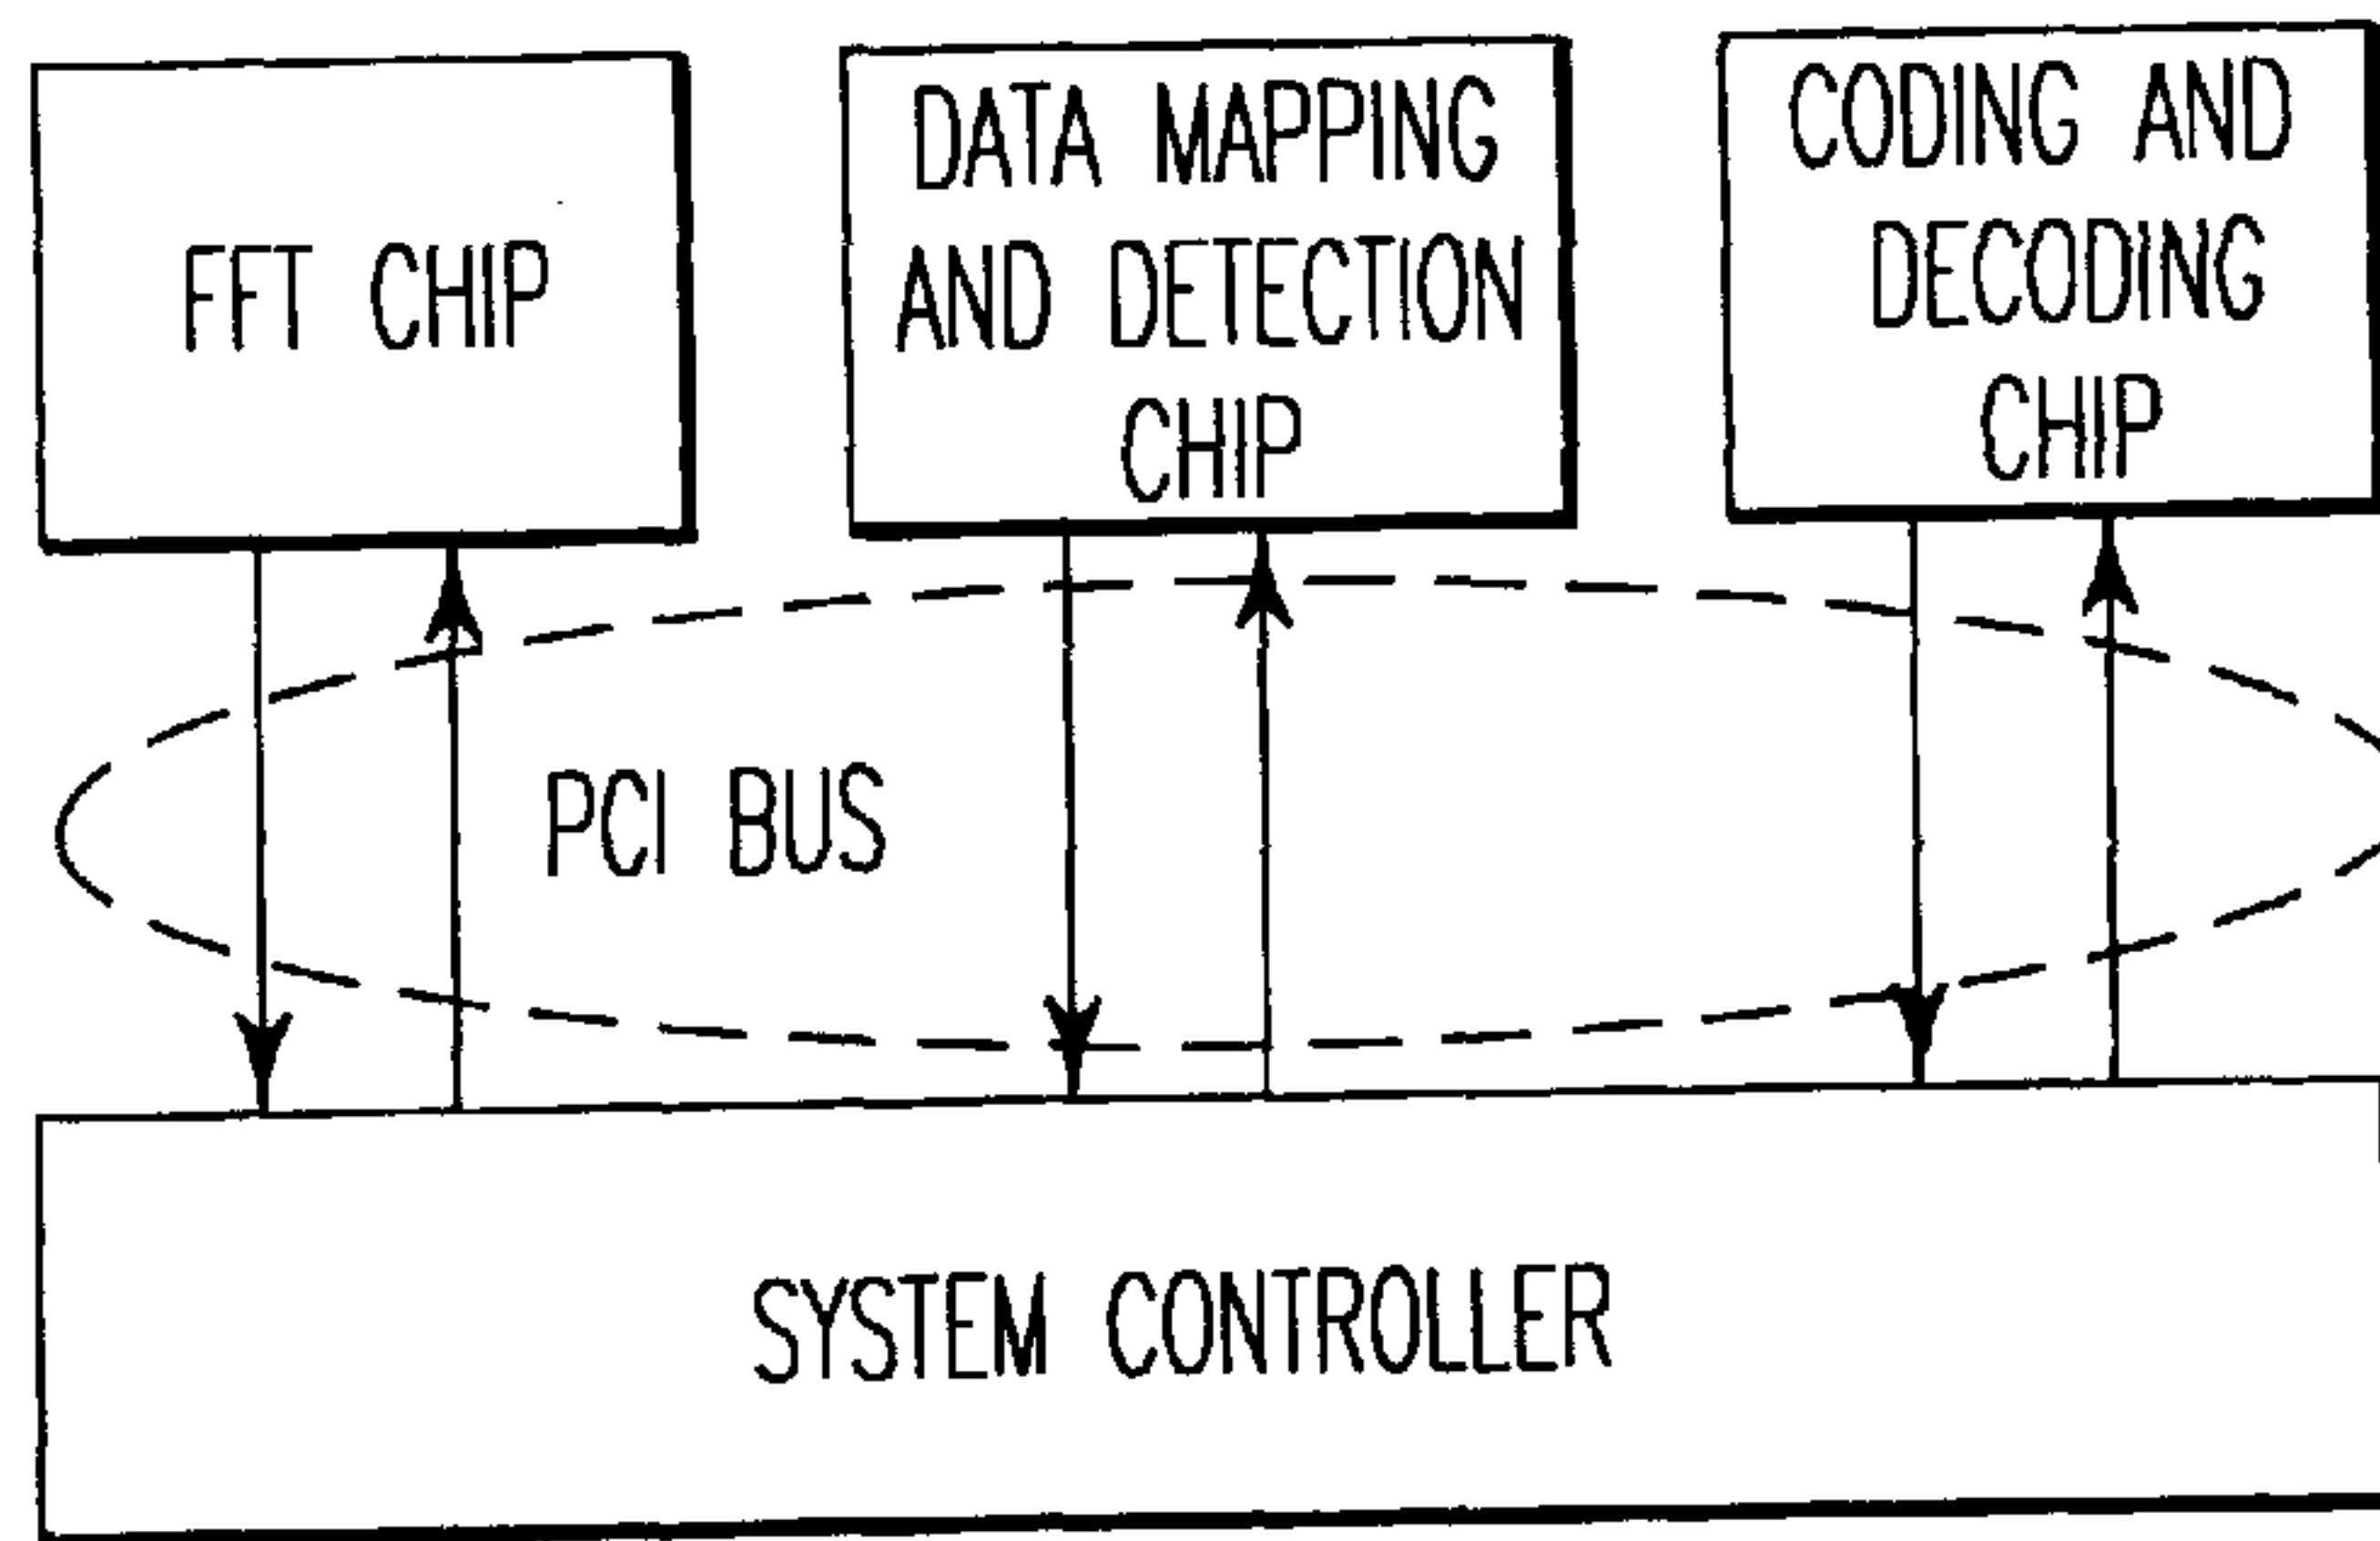 FFT CHIP
DATA MAPPING
AND DETECTION
CHIP
CODING AND
DECODING
CHIP
PCI BUS
SYSTEM CONTROLLER